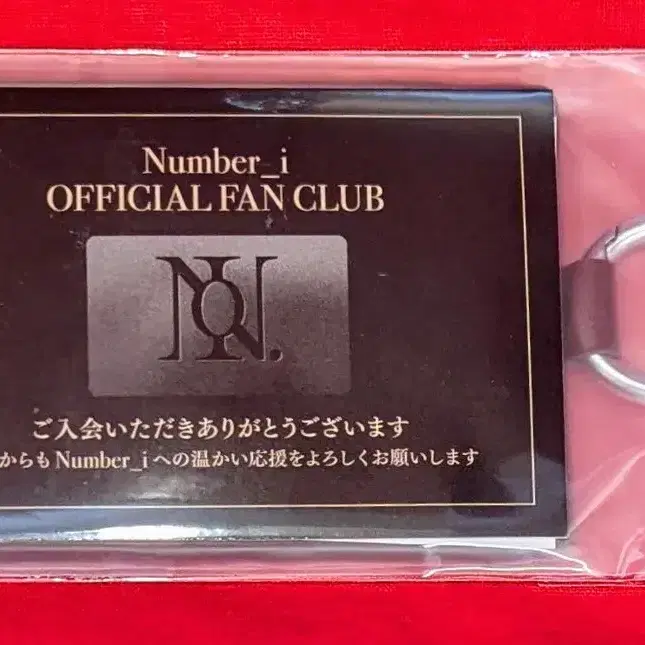 Number_i
OFFICIAL FAN CLUB
ご入会いただきありがとうございます
からもNumber_iへの温かい応援をよろしくお願いします